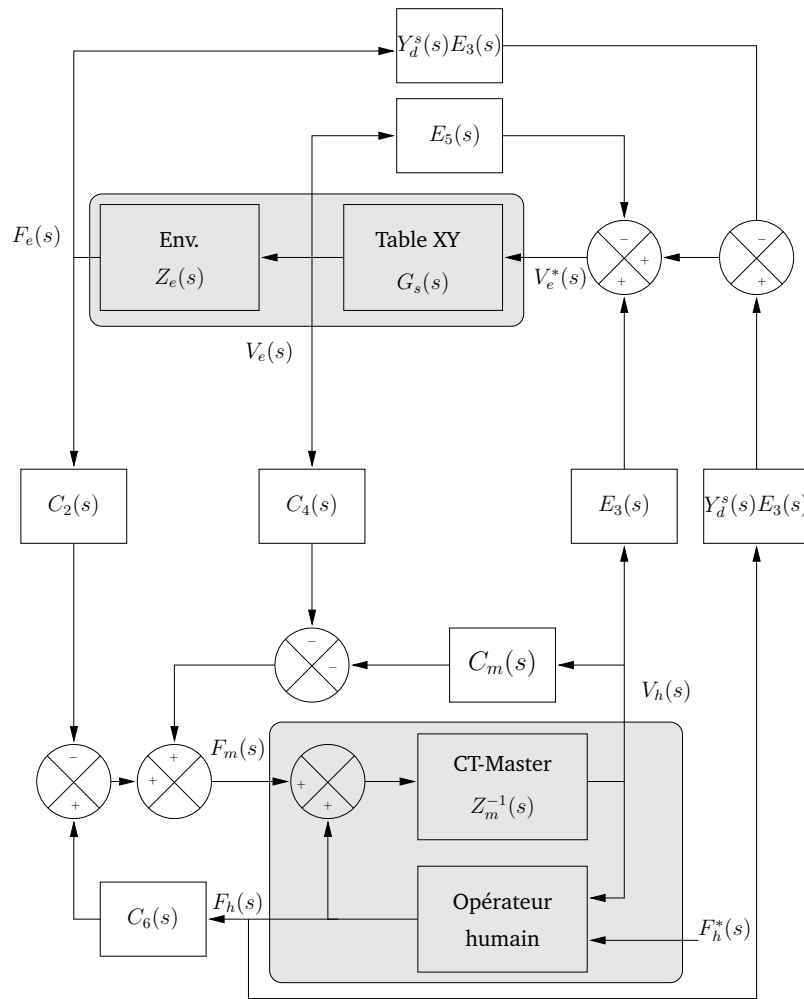 Y_d^s(s)E_3(s)
E_5(s)
F_e(s)
Env.
Z_e(s)
Table XY
G_s(s)
-
+
+
V_e^*(s)
-
+
V_e(s)
C_2(s)
C_4(s)
E_3(s)
Y_d^s(s)E_3(s)
-
-
C_m(s)
V_h(s)
-
+
+
+
F_m(s)
+
+
CT-Master
Z_m^{-1}(s)
C_6(s)
F_h(s)
Opérateur
humain
F_h^*(s)